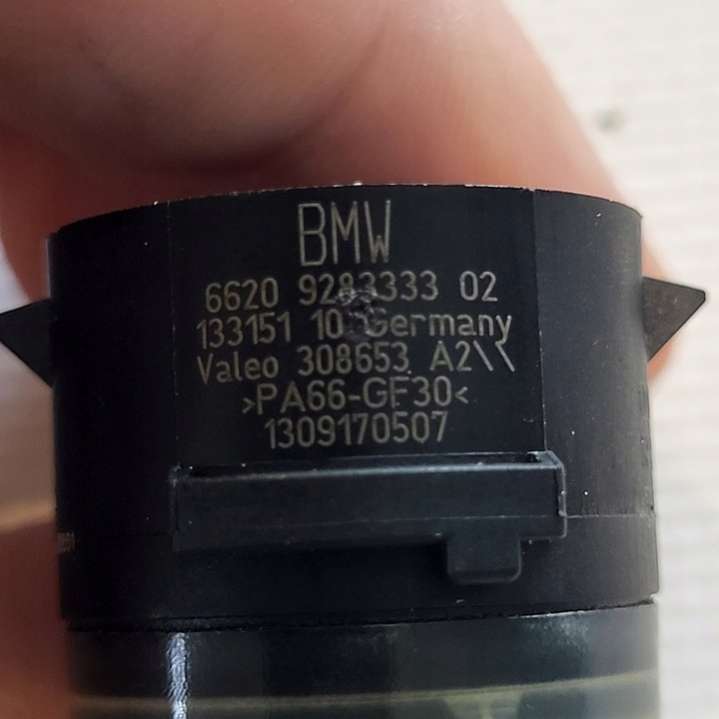 BMW
6620 9283333 02
133151 10 Germany
Valeo 308653 A2
>PA66-GF30<
1309170507